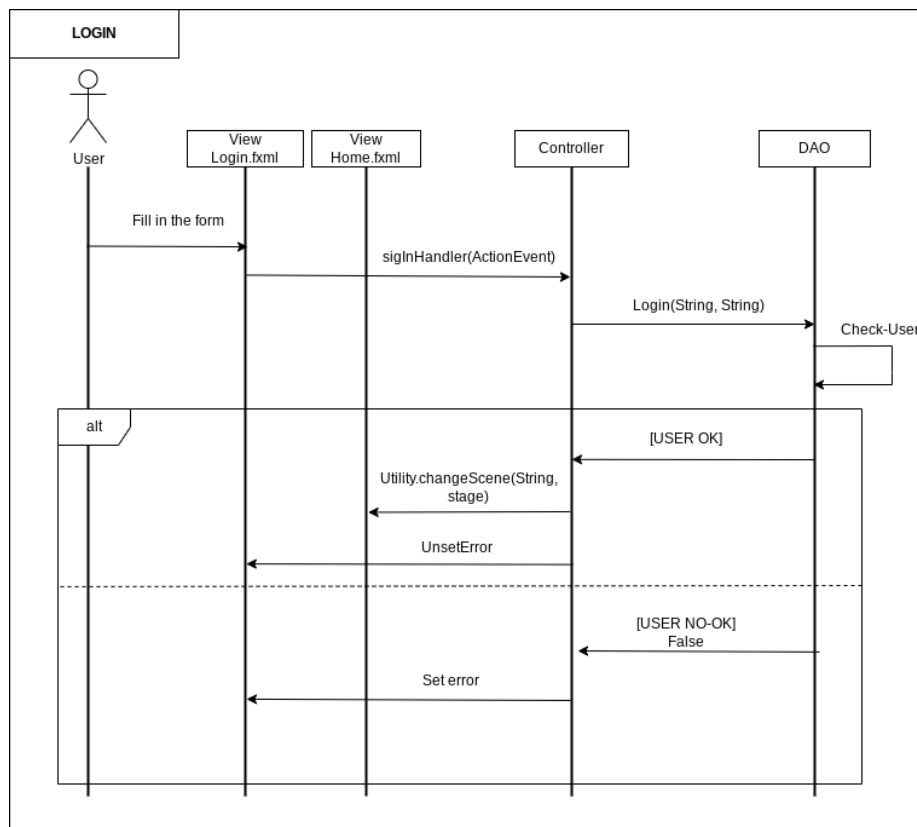 LOGIN
User
View
Login.fxml
View
Home.fxml
Controller
DAO
Fill in the form
sigInHandler(ActionEvent)
Login(String, String)
Check-User
alt
[USER OK]
Utility.changeScene(String,
stage)
UnsetError
[USER NO-OK]
False
Set error